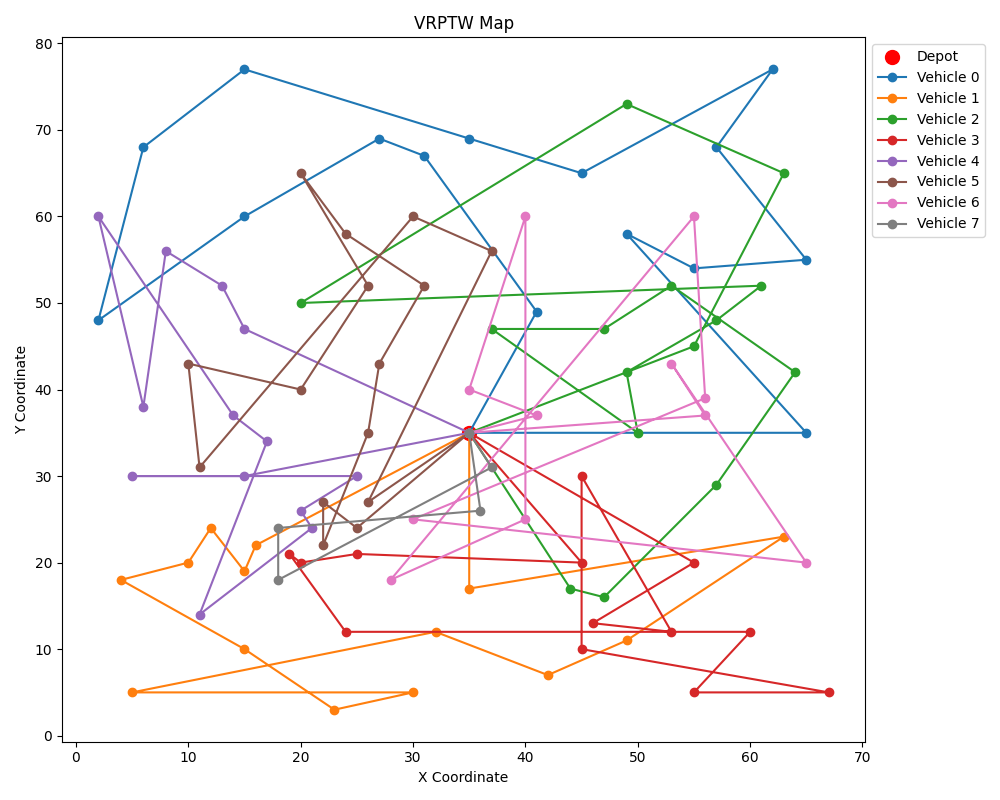 VRPTW Map
Y Coordinate
80
70
60
50
40
30
20
10
0
0 10 20 30 40 50 60 70
X Coordinate
Depot
Vehicle 0
Vehicle 1
Vehicle 2
Vehicle 3
Vehicle 4
Vehicle 5
Vehicle 6
Vehicle 7